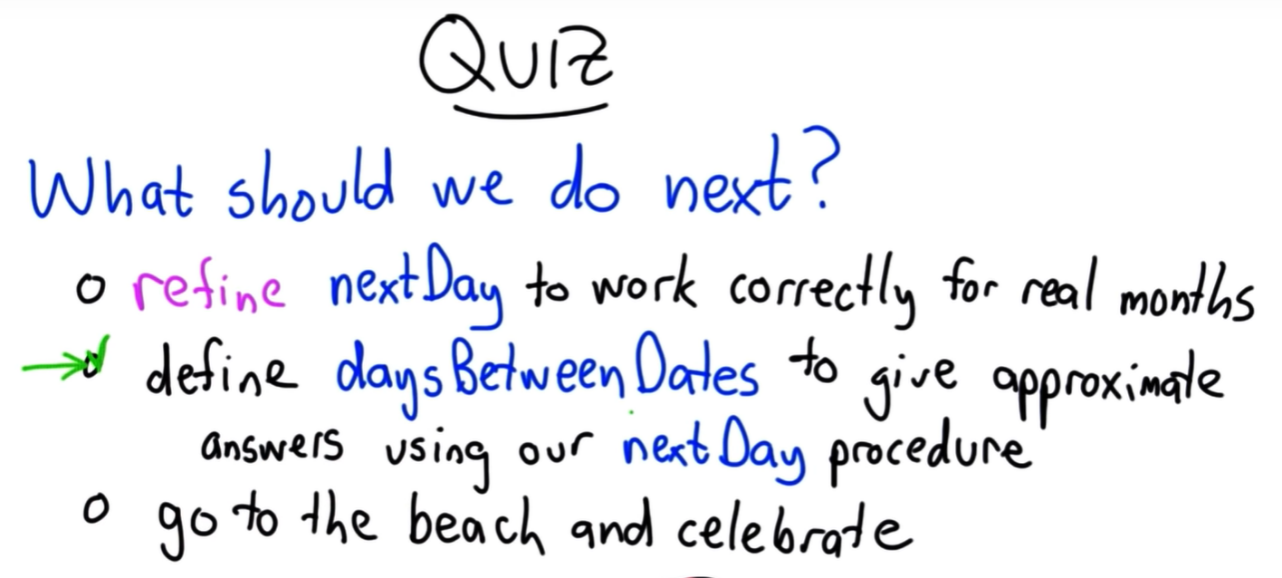 QUIZ
What should we do next?
refine nextDay to work correctly for real months
define daysBetweenDates to give approximate
answers using our nextDay procedure
go to the beach and celebrate